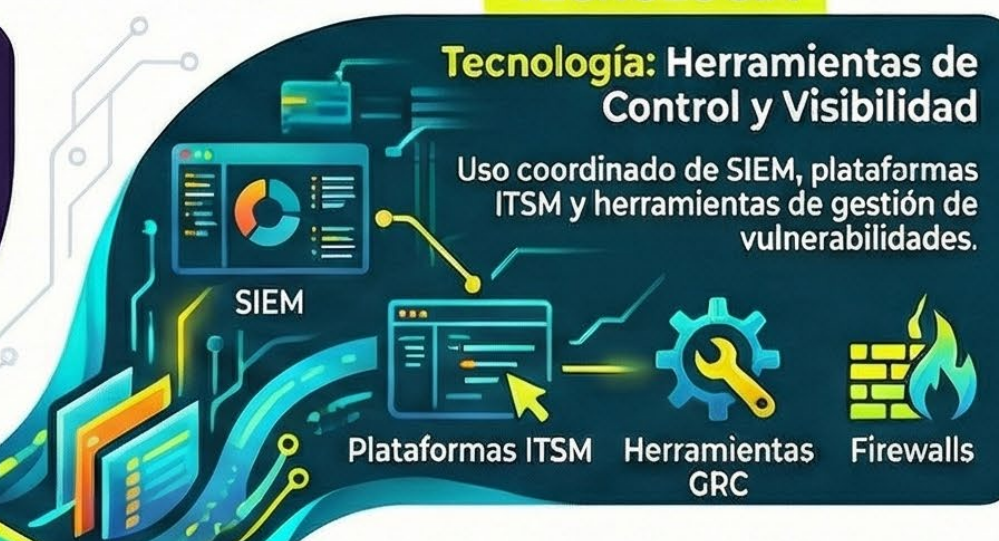 Tecnología: Herramientas de
Control y Visibilidad
Uso coordinado de SIEM, plataformas
ITSM y herramientas de gestión de
vulnerabilidades.
SIEM
Plataformas ITSM
Herramientas
GRC
Firewalls